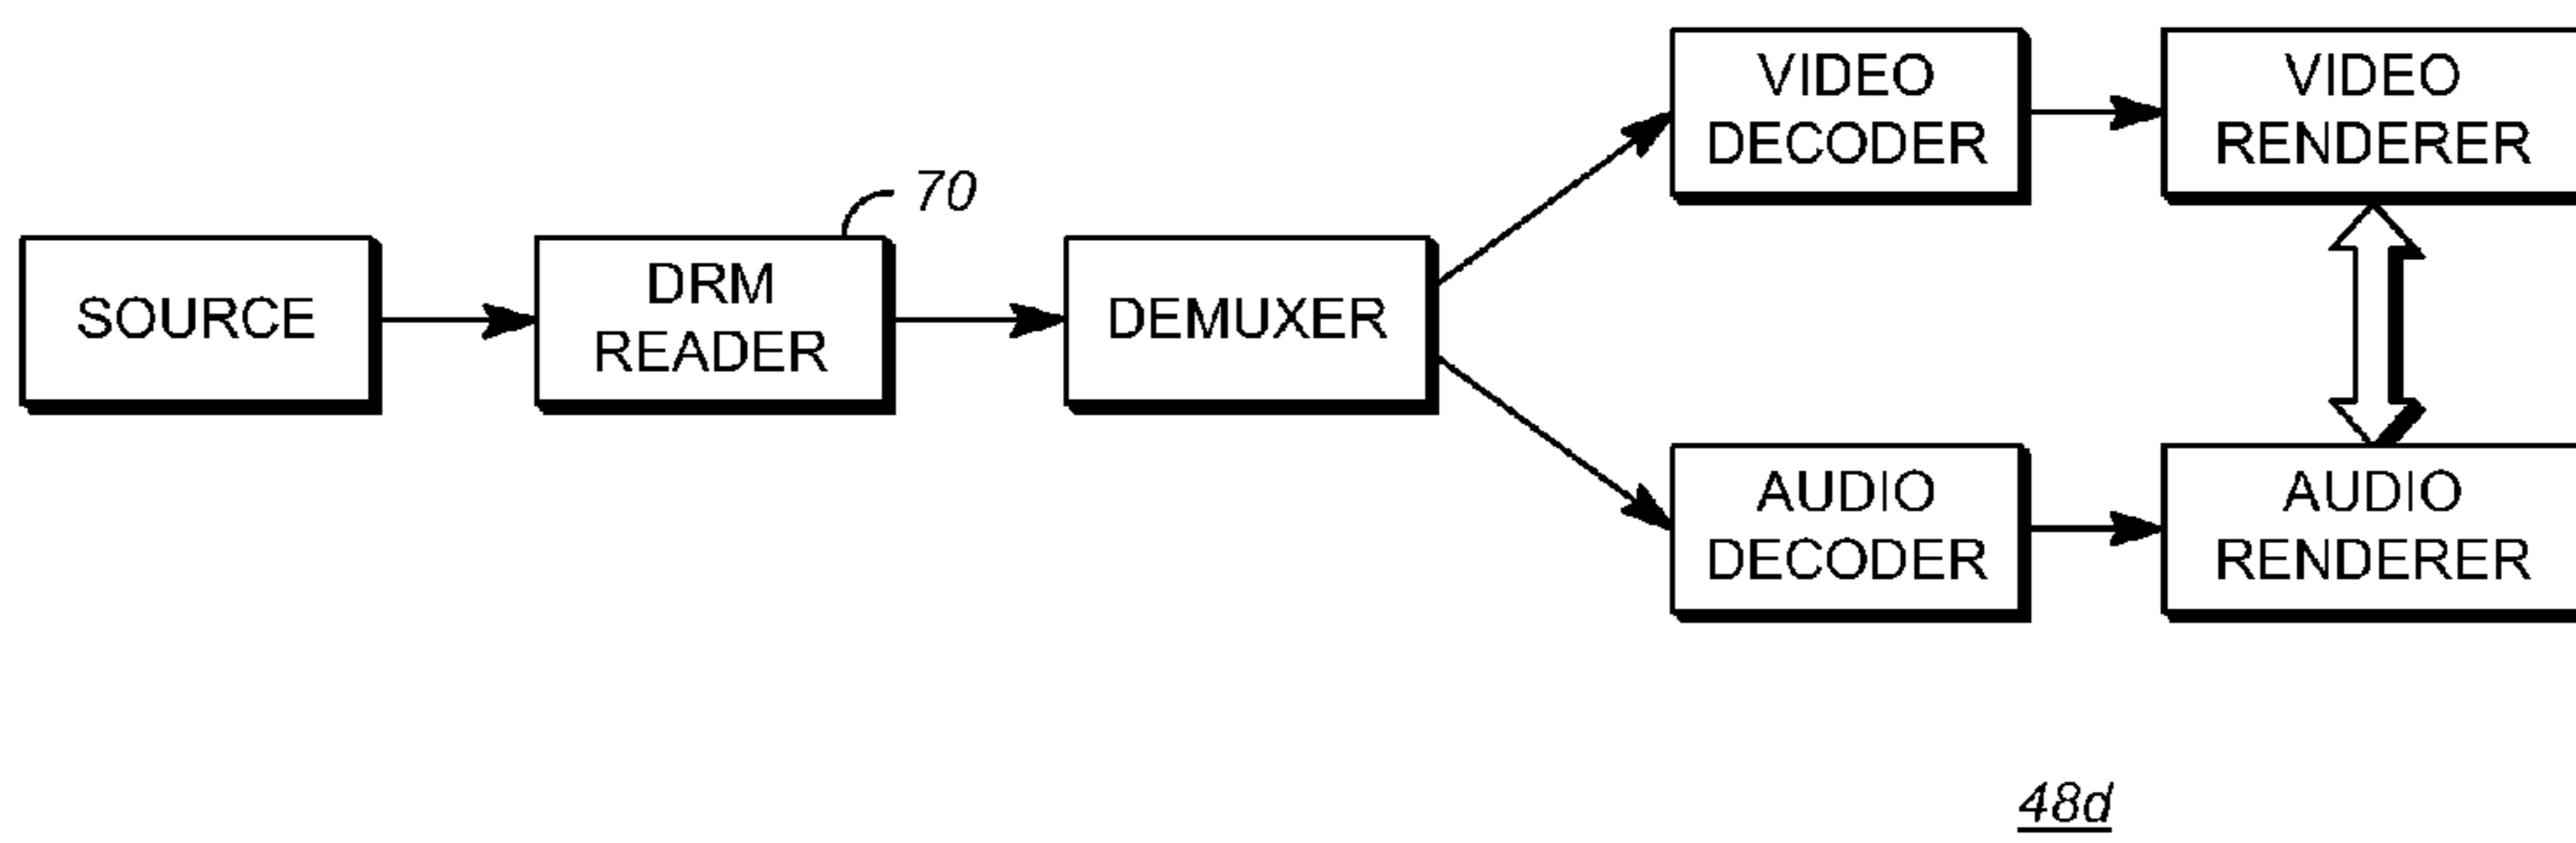 SOURCE
70
DRM
READER
DEMUXER
VIDEO
DECODER
VIDEO
RENDERER
AUDIO
DECODER
AUDIO
RENDERER
48d